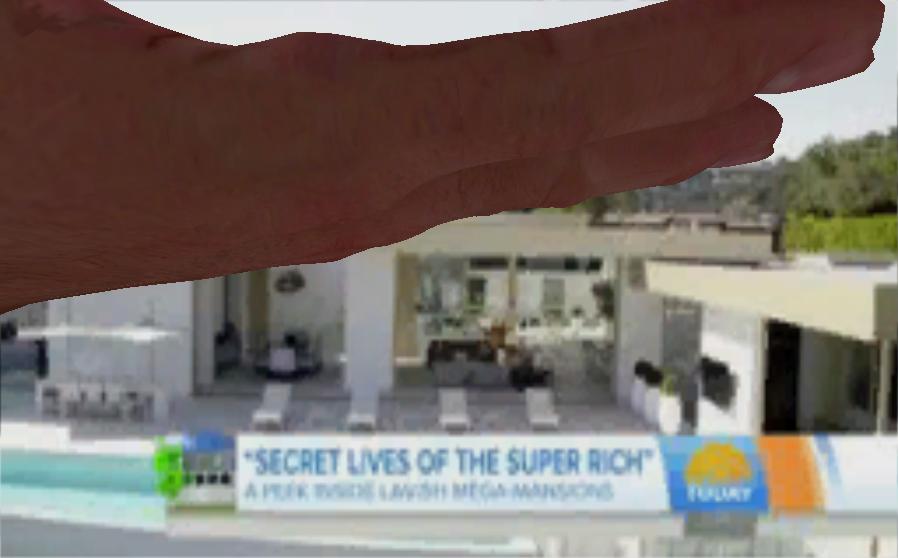 "SECRET LIVES OF THE SUPER RICH"
A PEEK INSIDE LAVISH MEGA-MANSIONS
TODAY